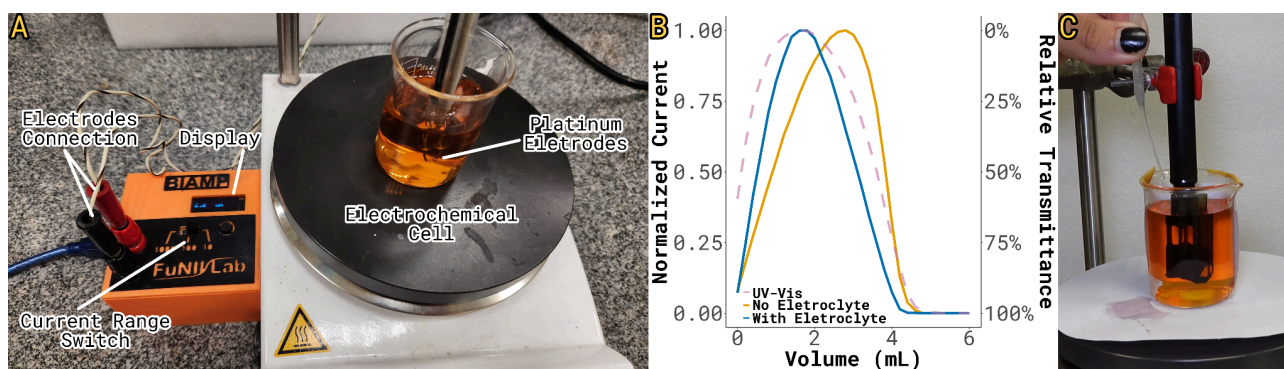 A
Electrodes
Connection
Display
BIAMP
FuNIVLab
Current Range
Switch
Platinum
Eletrodes
Electrochemical
Cell
B
Normalized Current
1.00
0.75
0.50
0.25
0.00
UV-Vis
No Eletroclyte
With Eletroclyte
0 2 4 6
Volume (mL)
0%
25%
50%
75%
100%
Relative Transmittance
C